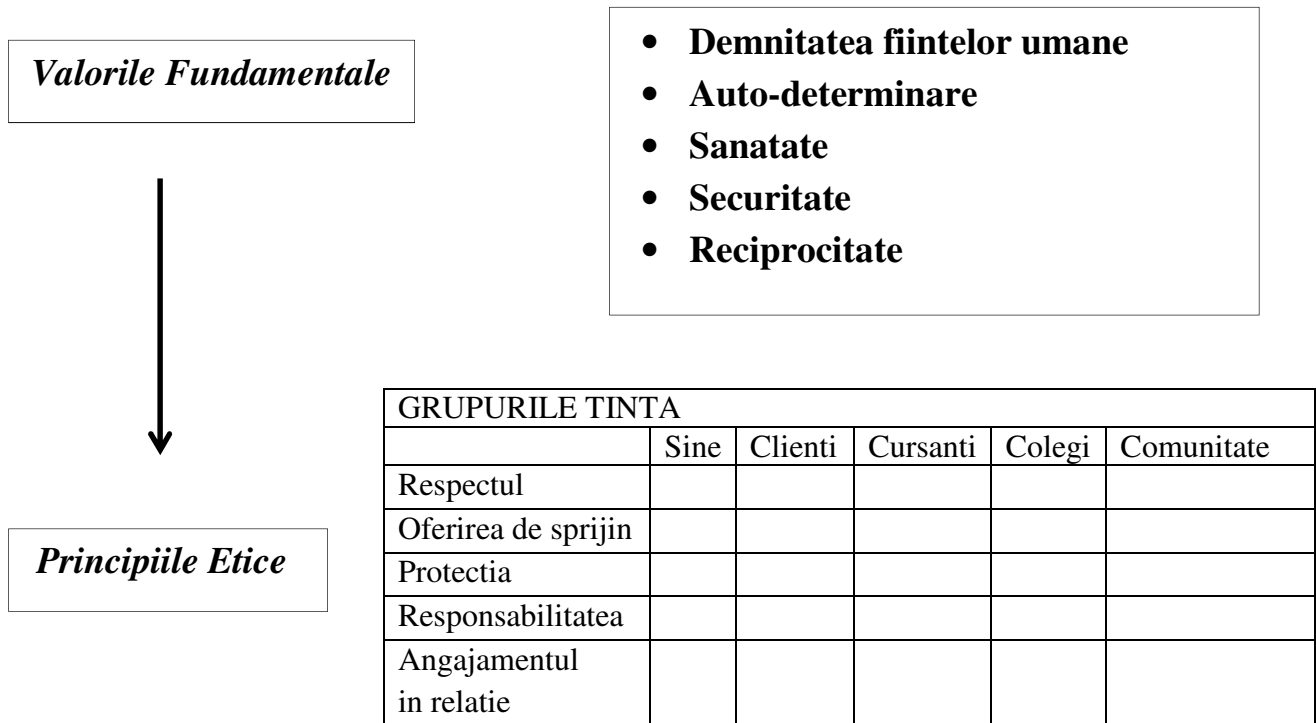 Valorile Fundamentale
• Demnitatea fiintelor umane
• Auto-determinare
• Sanatate
• Securitate
• Reciprocitate
GRUPURILE TINTA
Sine Clienti Cursanti Colegi Comunitate
Respectul
Oferirea de sprijin
Protectia
Responsabilitatea
Angajamentul
in relatie
Principiile Etice